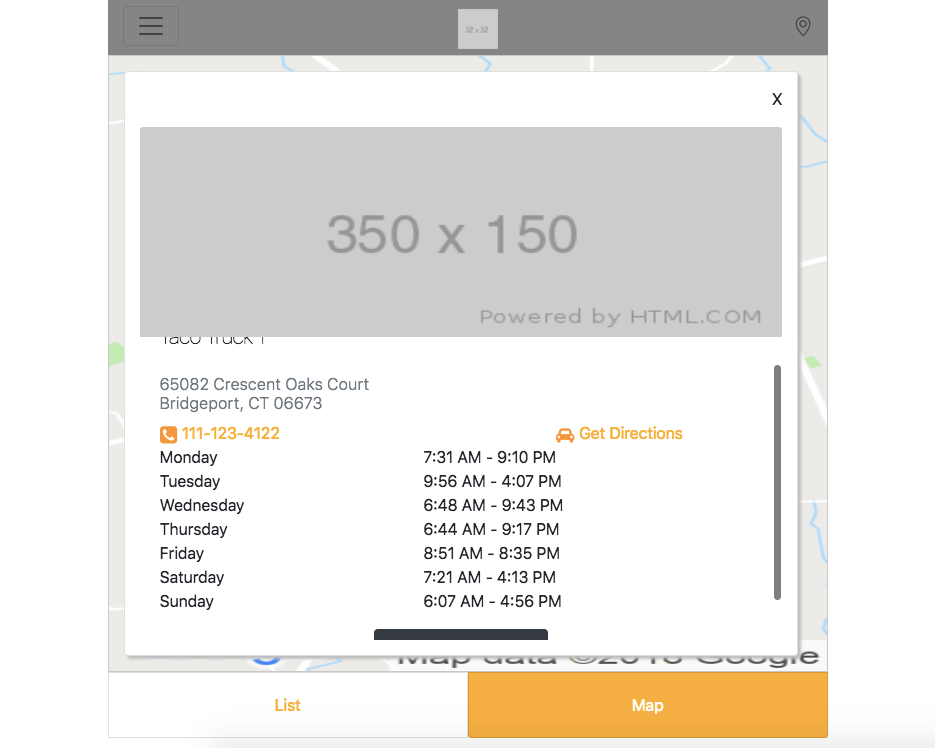 X
350 x 150
Powered by HTML.COM
Taco Truck 1
65082 Crescent Oaks Court
Bridgeport, CT 06673
111-123-4122 Get Directions
Monday 7:31 AM - 9:10 PM
Tuesday 9:56 AM - 4:07 PM
Wednesday 6:48 AM - 9:43 PM
Thursday 6:44 AM - 9:17 PM
Friday 8:51 AM - 8:35 PM
Saturday 7:21 AM - 4:13 PM
Sunday 6:07 AM - 4:56 PM
Map data ©2018 Google
List Map